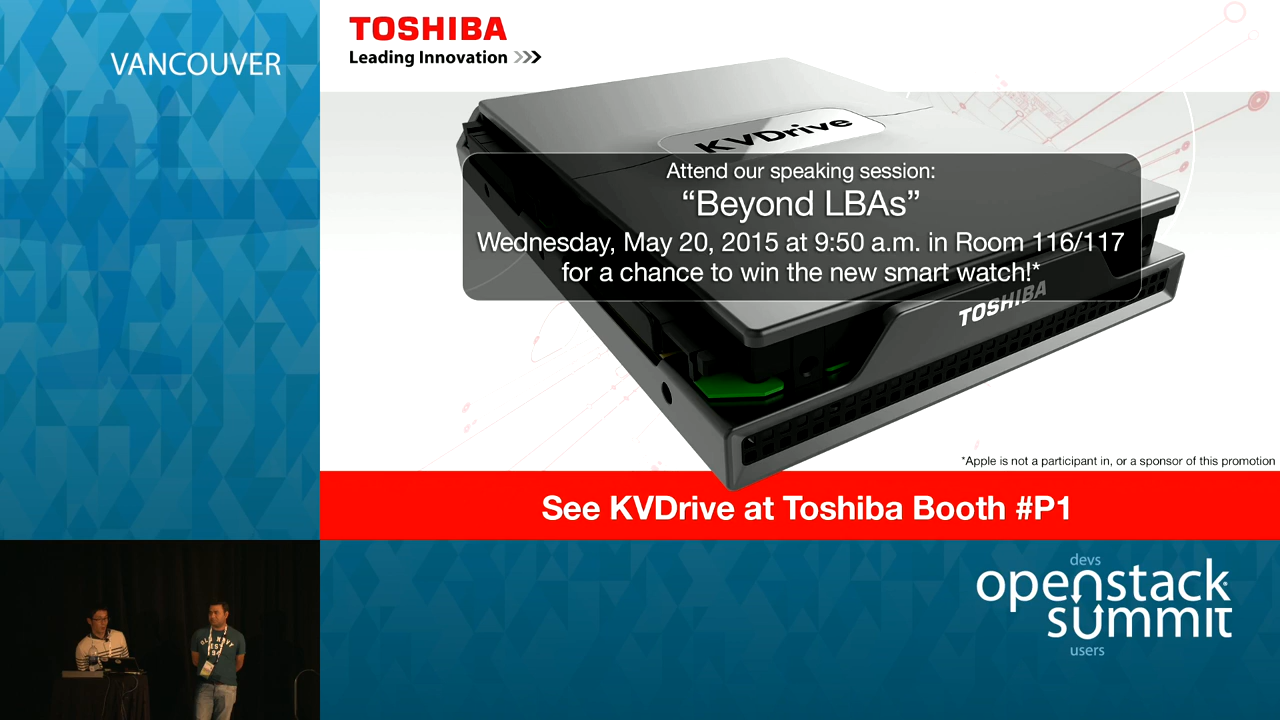 VANCOUVER
TOSHIBA
Leading Innovation >>>
KVDrive
Attend our speaking session:
“Beyond LBAs”
Wednesday, May 20, 2015 at 9:50 a.m. in Room 116/117
for a chance to win the new smart watch!*
TOSHIBA
*Apple is not a participant in, or a sponsor of this promotion
See KVDrive at Toshiba Booth #P1
devs
openstack
summit
users
OLD NAVY